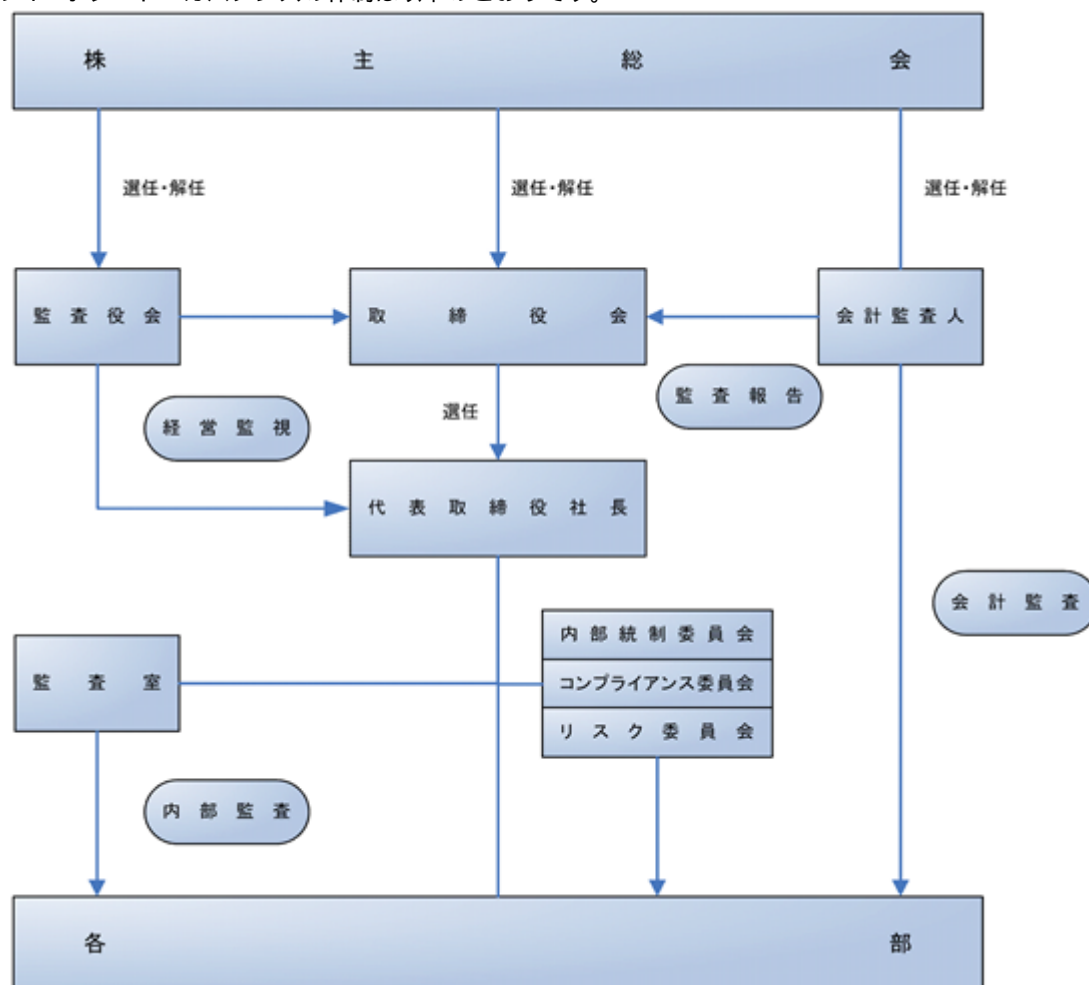 株主総会
選任・解任
選任・解任
選任・解任
監査役会
取締役会
会計監査人
監査報告
選任
経営監視
代表取締役社長
会計監査
内部統制委員会
コンプライアンス委員会
監査室
リスク委員会
内部監査
各部